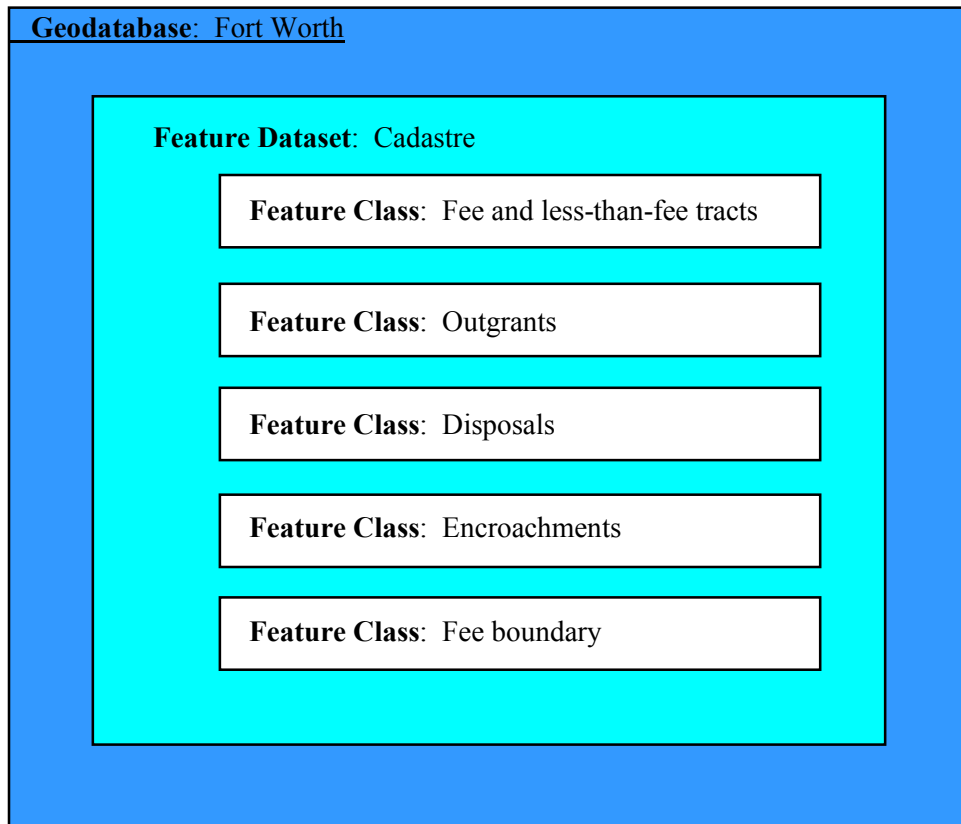 Geodatabase: Fort Worth
Feature Dataset: Cadastre
Feature Class: Fee and less-than-fee tracts
Feature Class: Outgrants
Feature Class: Disposals
Feature Class: Encroachments
Feature Class: Fee boundary